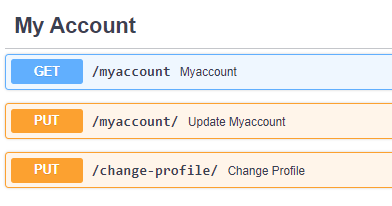 My Account
GET /myaccount Myaccount
PUT /myaccount/ Update Myaccount
PUT /change-profile/ Change Profile